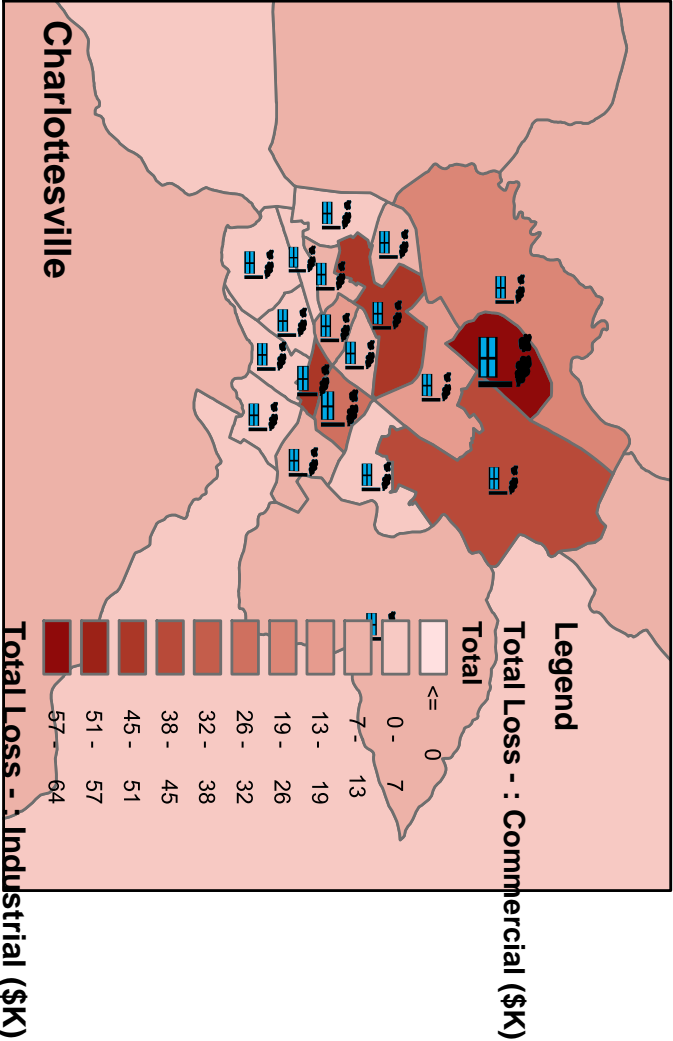 Charlottesville
Legend
Total Loss - : Commercial ($K)
Total
<= 0
0 - 7
7 - 13
13 - 19
19 - 26
26 - 32
32 - 38
38 - 45
45 - 51
51 - 57
57 - 64
Total Loss - : Industrial ($K)